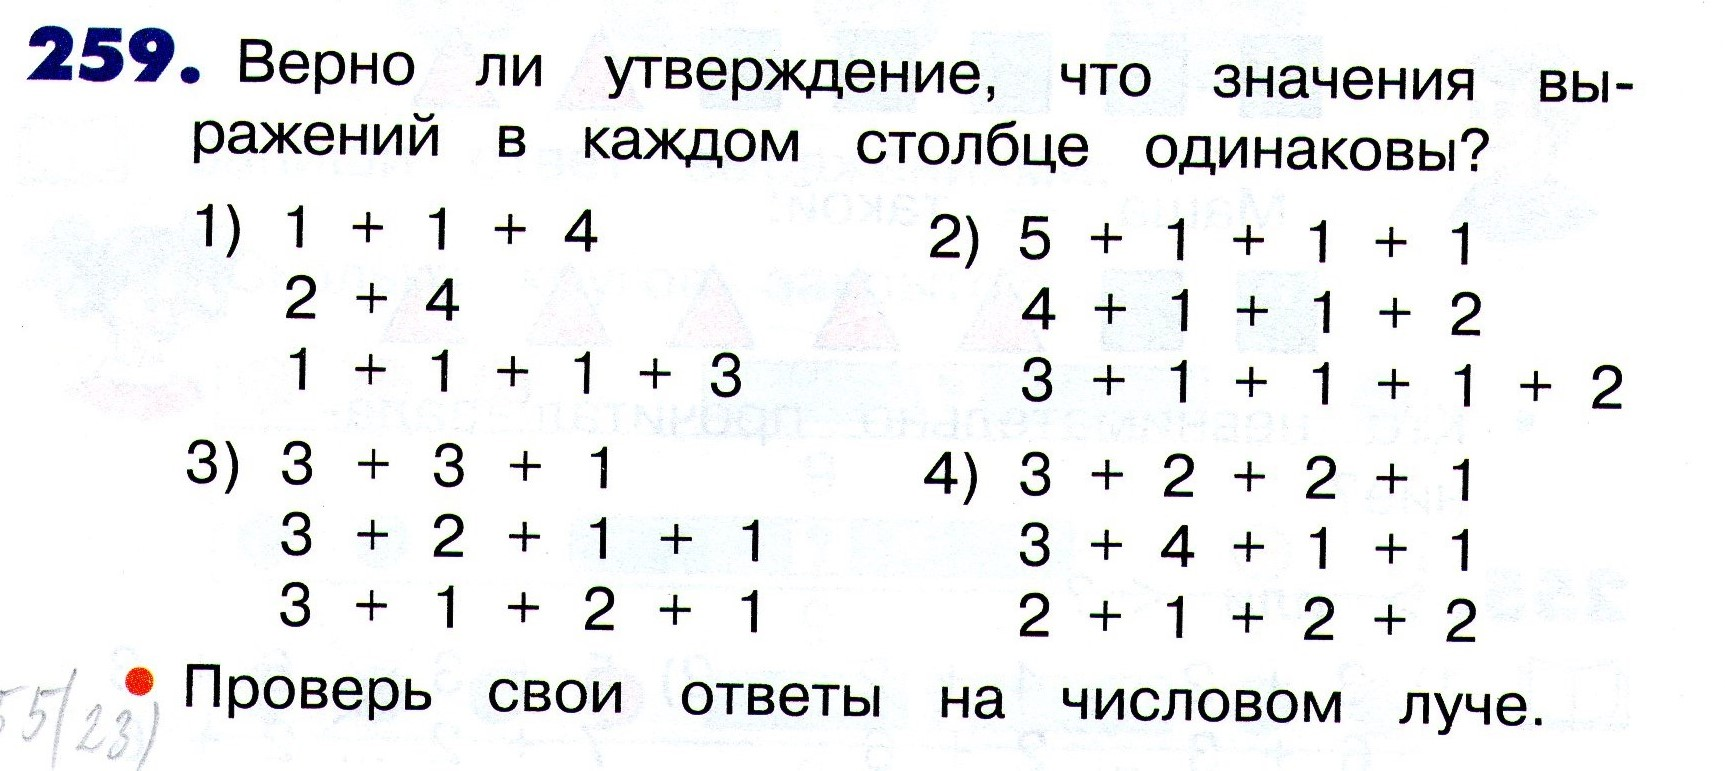 259. Верно ли утверждение, что значения вы-
ражений в каждом столбце одинаковы?
1) 1 + 1 + 4
2 + 4
1 + 1 + 1 + 3
2) 5 + 1 + 1 + 1
4 + 1 + 1 + 2
3 + 1 + 1 + 1 + 2
3) 3 + 3 + 1
3 + 2 + 1 + 1
3 + 1 + 2 + 1
4) 3 + 2 + 2 + 1
3 + 4 + 1 + 1
2 + 1 + 2 + 2
• Проверь свои ответы на числовом луче.
55/23)